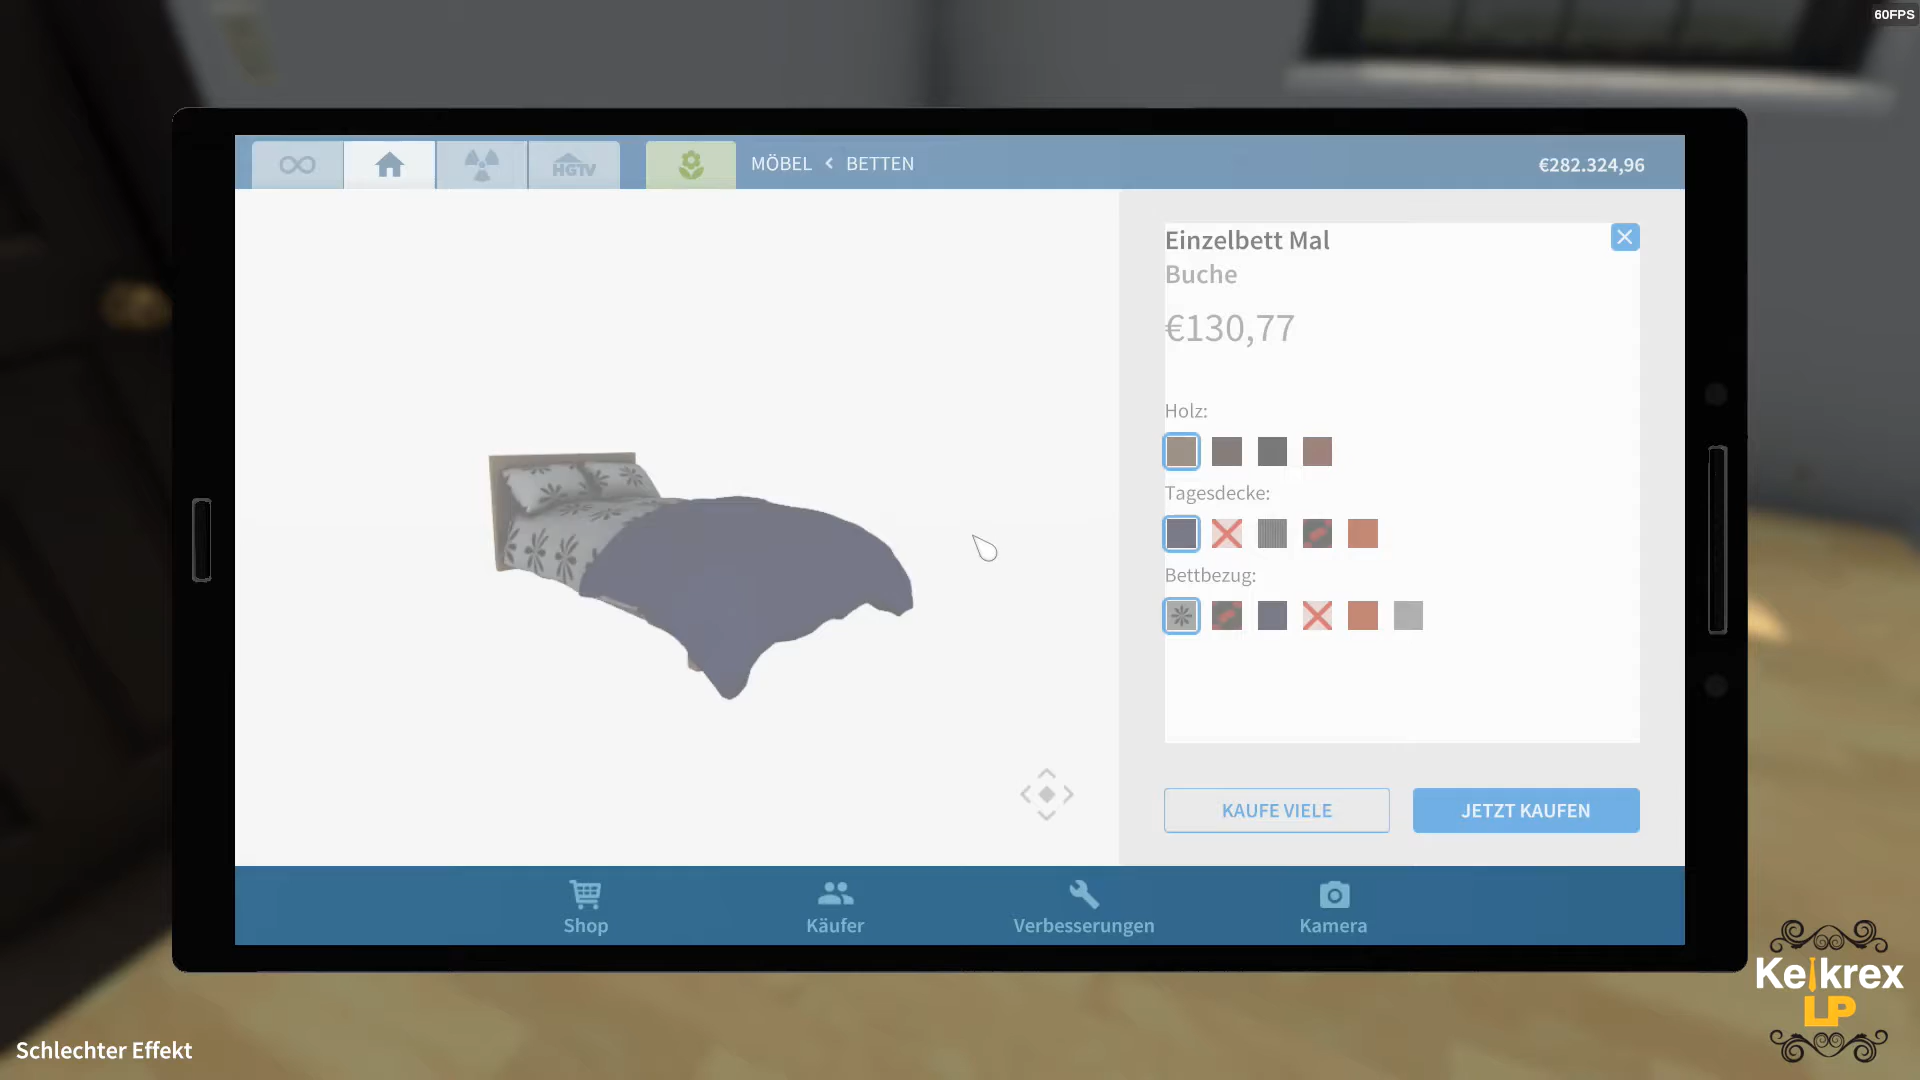 60FPS
HGTV
MÖBEL < BETTEN
€282.324,96
Einzelbett Mal
Buche
€130,77
Holz:
Tagesdecke:
Bettbezug:
KAUFE VIELE
JETZT KAUFEN
Shop
Käufer
Verbesserungen
Kamera
Keikrex
LP
Schlechter Effekt